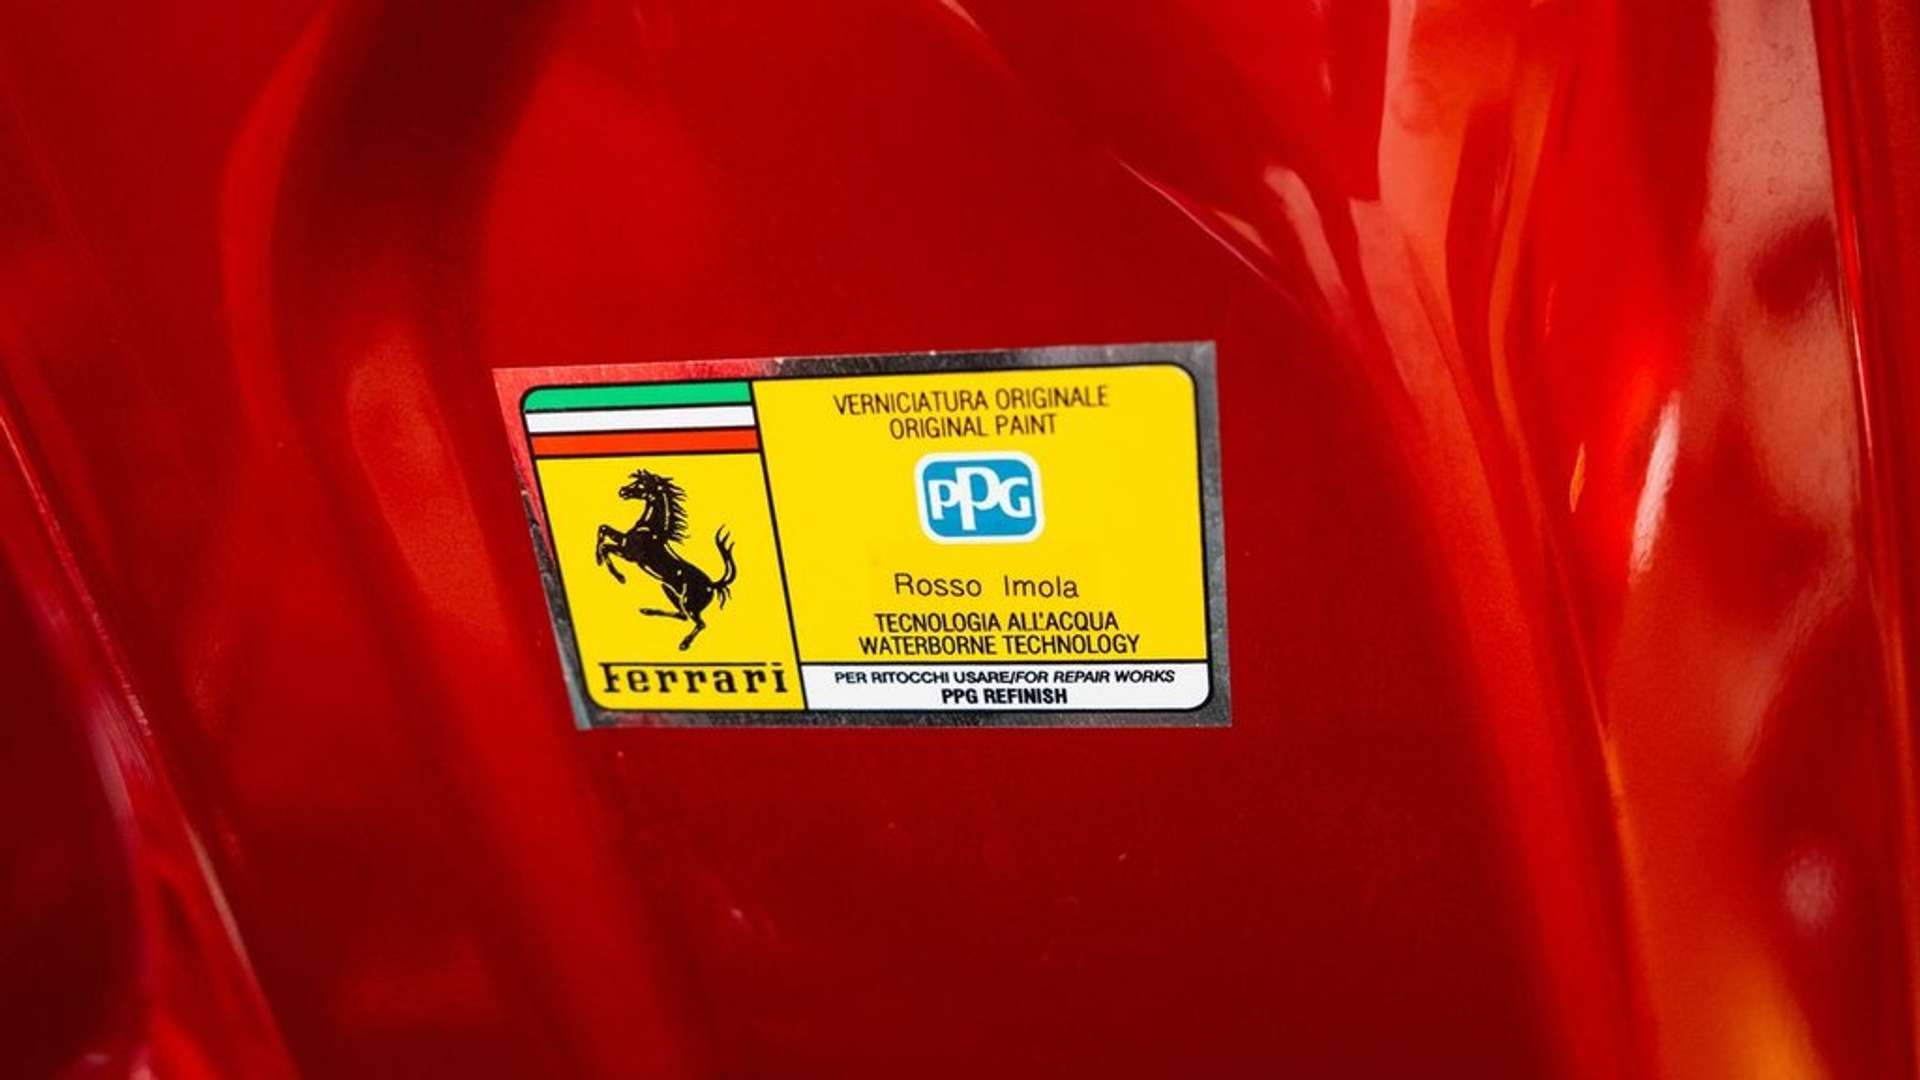 VERNICIATURA ORIGINALE
ORIGINAL PAINT
PPG
Rosso Imola
TECNOLOGIA ALL'ACQUA
WATERBORNE TECHNOLOGY
Ferrari
PER RITOCCHI USARE/FOR REPAIR WORKS
PPG REFINISH